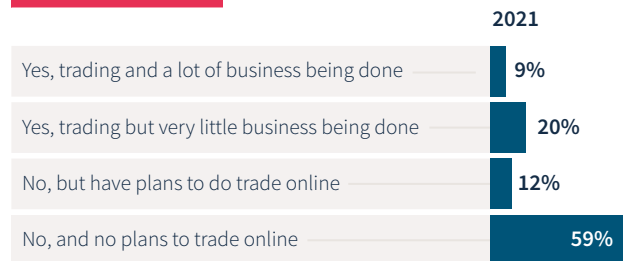 2021
Yes, trading and a lot of business being done 9%
Yes, trading but very little business being done 20%
No, but have plans to do trade online 12%
No, and no plans to trade online 59%